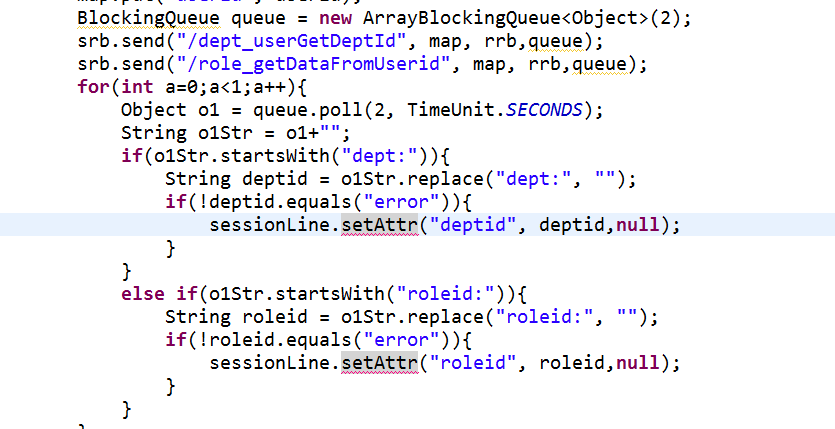 BlockingQueue queue = new ArrayBlockingQueue<Object>(2);
srb.send("/dept_userGetDeptId", map, rrb,queue);
srb.send("/role_getDataFromUserid", map, rrb,queue);
for(int a=0;a<1;a++){
    Object o1 = queue.poll(2, TimeUnit.SECONDS);
    String o1Str = o1+"";
    if(o1Str.startsWith("dept:")){
        String deptid = o1Str.replace("dept:", "");
        if(!deptid.equals("error")){
            sessionLine.setAttr("deptid", deptid,null);
        }
    }
    else if(o1Str.startsWith("roleid:")){
        String roleid = o1Str.replace("roleid:", "");
        if(!roleid.equals("error")){
            sessionLine.setAttr("roleid", roleid,null);
        }
    }